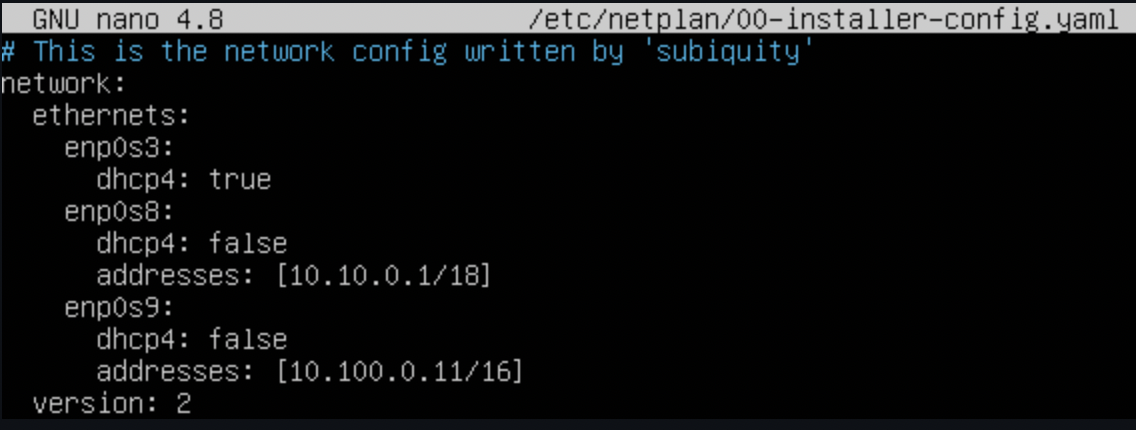 GNU nano 4.8 /etc/netplan/00-installer-config.yaml
# This is the network config written by 'subiquity'
network:
  ethernets:
    enp0s3:
      dhcp4: true
    enp0s8:
      dhcp4: false
      addresses: [10.10.0.1/18]
    enp0s9:
      dhcp4: false
      addresses: [10.100.0.11/16]
  version: 2